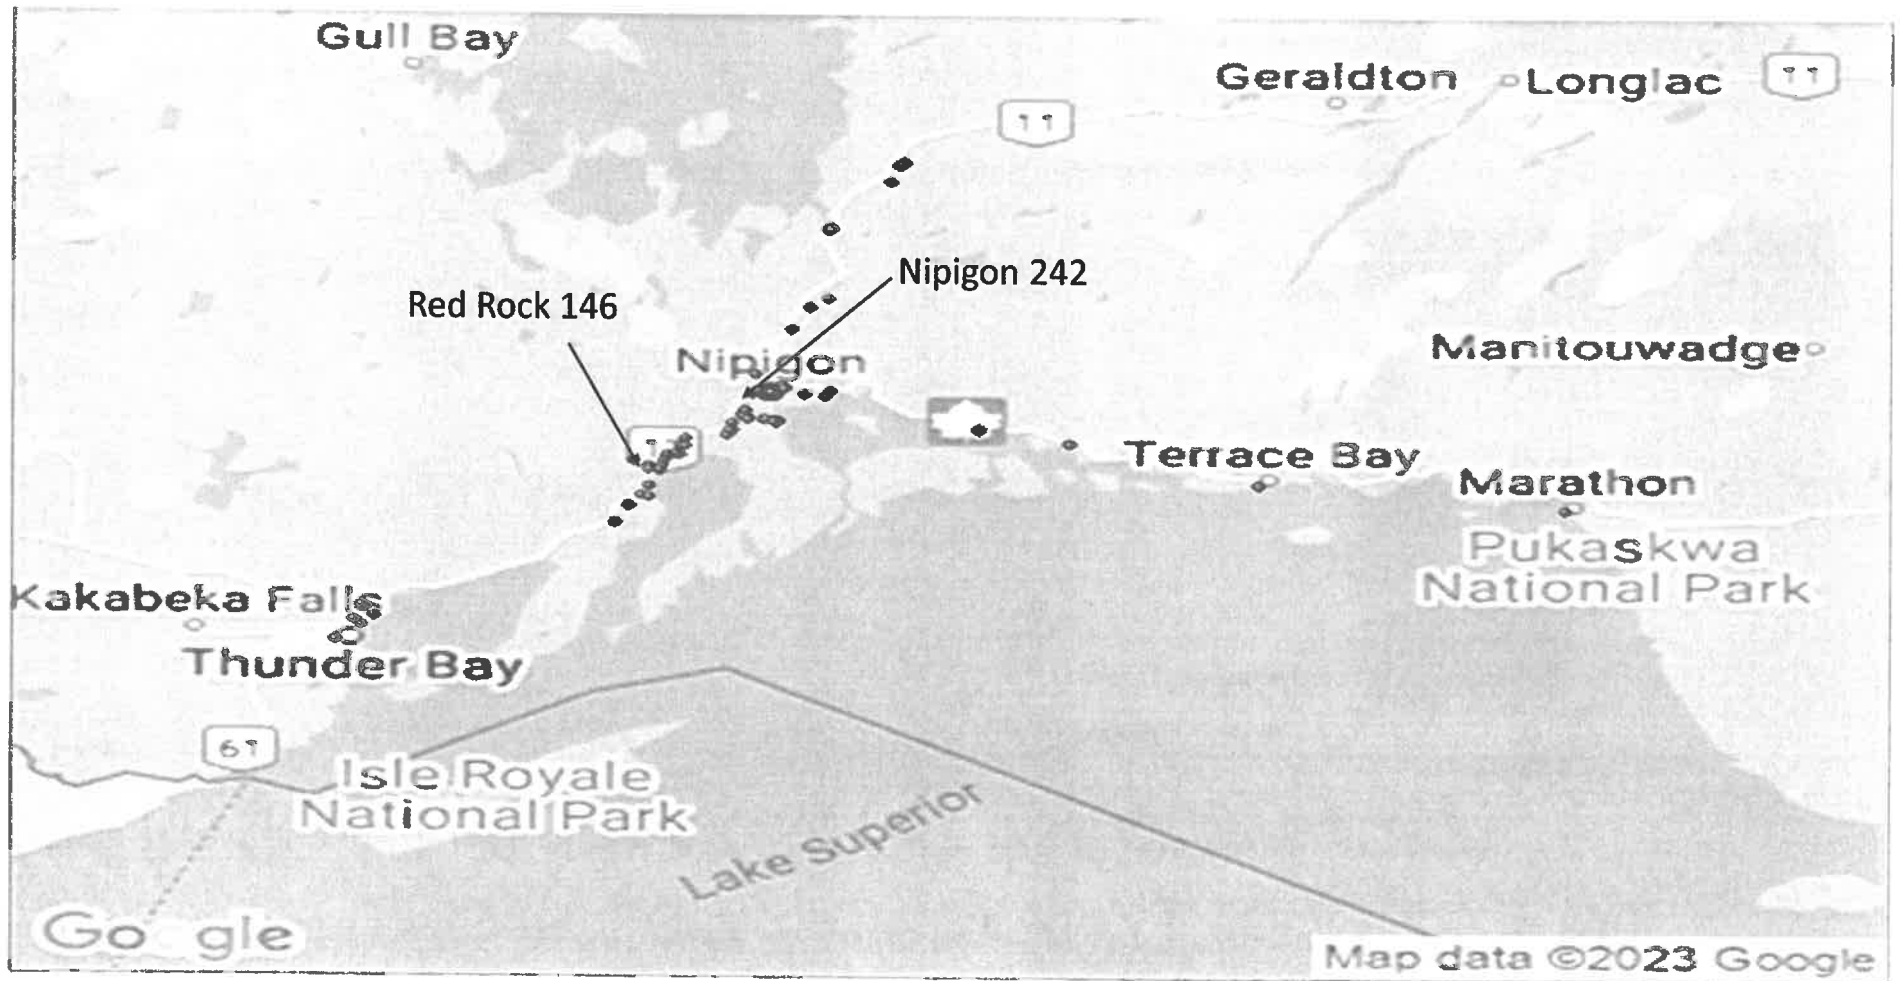 Gull Bay
Geraldton
Longlac
11
11
Nipigon 242
Red Rock 146
Nipigon
Manitouwadge
Terrace Bay
Marathon
Pukaskwa
National Park
Kakabeka Falls
Thunder Bay
61
Isle Royale
National Park
Lake Superior
Google
Map data ©2023 Google